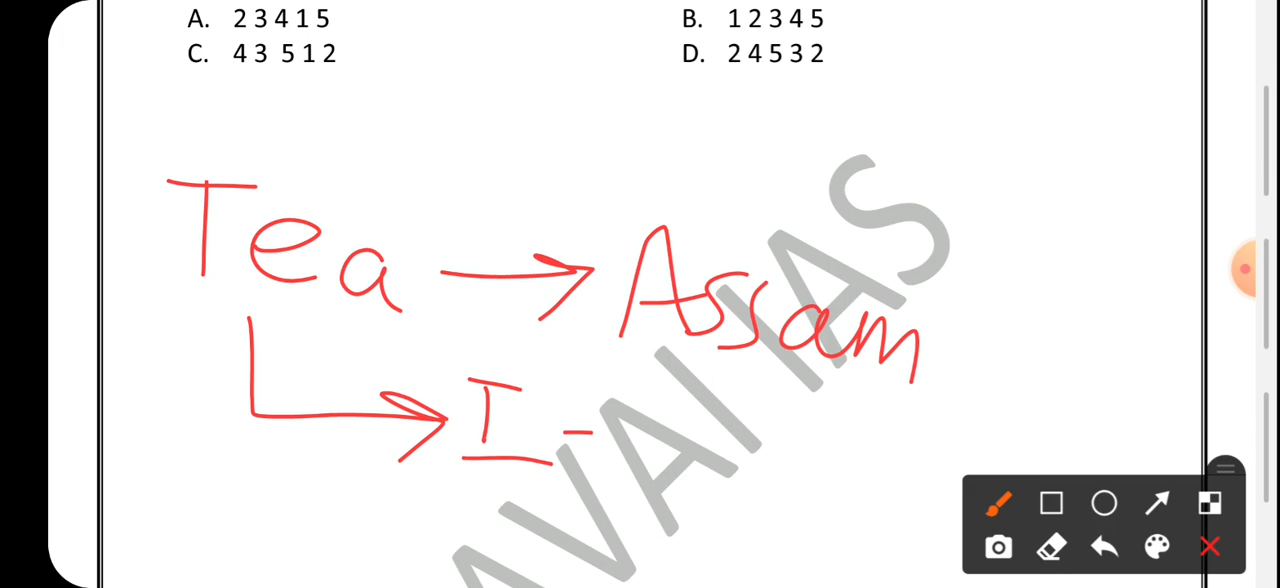 A. 2 3 4 1 5 B. 1 2 3 4 5
C. 4 3 5 1 2 D. 2 4 5 3 2
Tea → Assam
I -
AVAI IAS